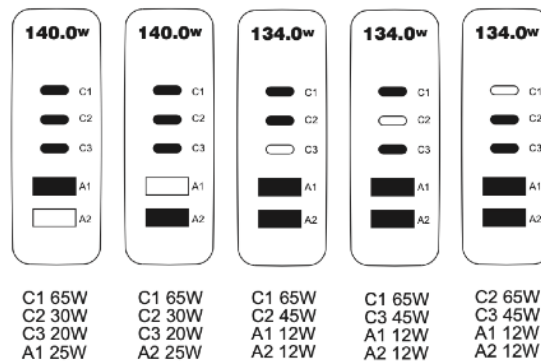 140.0w
C1
C2
C3
A1
A2
C1 65W
C2 30W
C3 20W
A1 25W
140.0w
C1
C2
C3
A1
A2
C1 65W
C2 30W
C3 20W
A2 25W
134.0w
C1
C2
C3
A1
A2
C1 65W
C2 45W
A1 12W
A2 12W
134.0w
C1
C2
C3
A1
A2
C1 65W
C3 45W
A1 12W
A2 12W
134.0w
C1
C2
C3
A1
A2
C2 65W
C3 45W
A1 12W
A2 12W